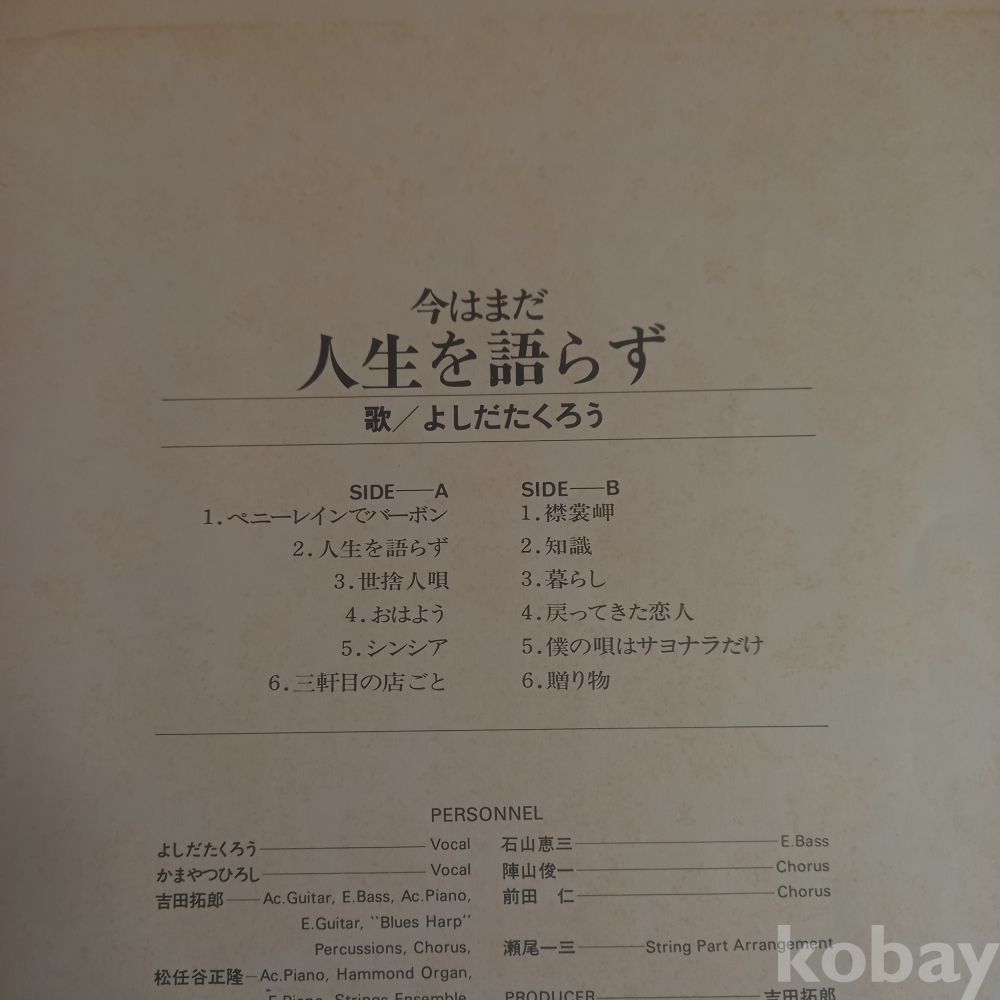 今はまだ
人生を語らず
歌／よしだたくろう
SIDE——A
1.ペニーレインでバーボン
2.人生を語らず
3.世捨人唄
4.おはよう
5.シンシア
6.三軒目の店ごと
SIDE——B
1.襟裳岬
2.知識
3.暮らし
4.戻ってきた恋人
5.僕の唄はサヨナラだけ
6.贈り物
PERSONNEL
よしだたくろう——Vocal
かまやつひろし——Vocal
吉田拓郎——Ac.Guitar, E.Bass, Ac.Piano,
E.Guitar, "Blues Harp"
Percussions, Chorus,
松任谷正隆—Ac.Piano, Hammond Organ,
E.Piano, Strings Ensemble,
石山恵三——E.Bass
陣山俊一——Chorus
前田　仁——Chorus
瀬尾一三——String Part Arrangement
PRODUCER——吉田拓郎
kobay